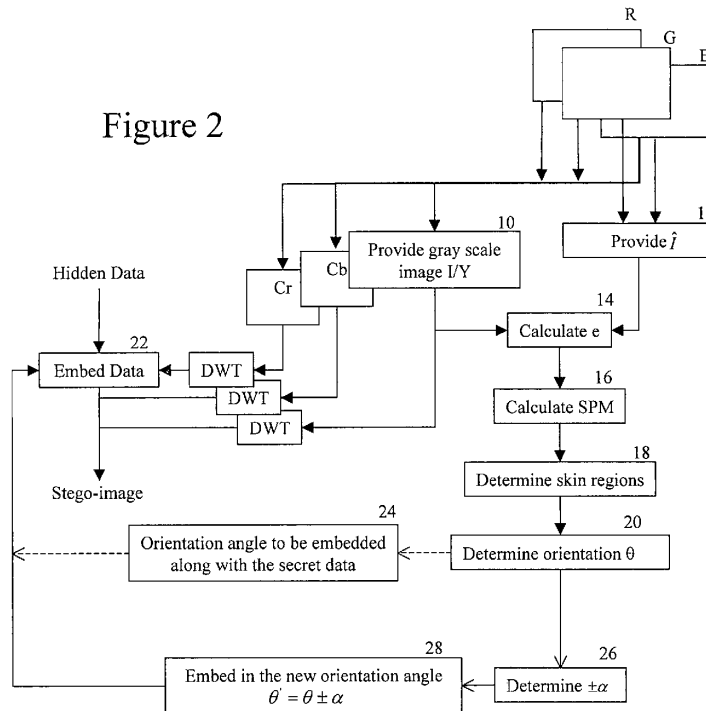 R
G
Figure 2
10
Provide gray scale
image I/Y
1
Provide Î
Cb
Cr
Hidden Data
14
Calculate e
22
Embed Data
DWT
DWT
DWT
16
Calculate SPM
Stego-image
18
Determine skin regions
24
Orientation angle to be embedded
along with the secret data
20
Determine orientation θ
28
Embed in the new orientation angle
θ' = θ ± α
26
Determine ±α